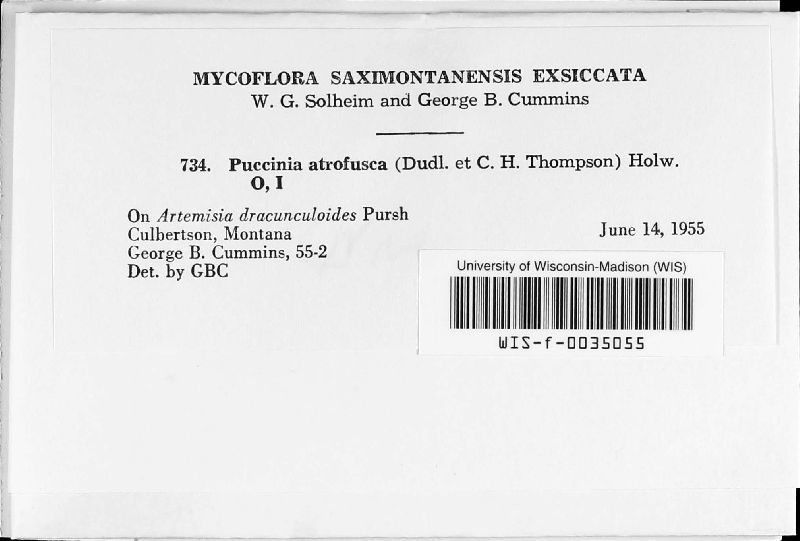 MYCOFLORA SAXIMONTANENSIS EXSICCATA
W. G. Solheim and George B. Cummins
734. Puccinia atrofusca (Dudl. et C. H. Thompson) Holw.
O, I
On Artemisia dracunculoides Pursh
Culbertson, Montana
June 14, 1955
George B. Cummins, 55-2
Det. by GBC
University of Wisconsin-Madison (WIS)
WIS-f-0035055